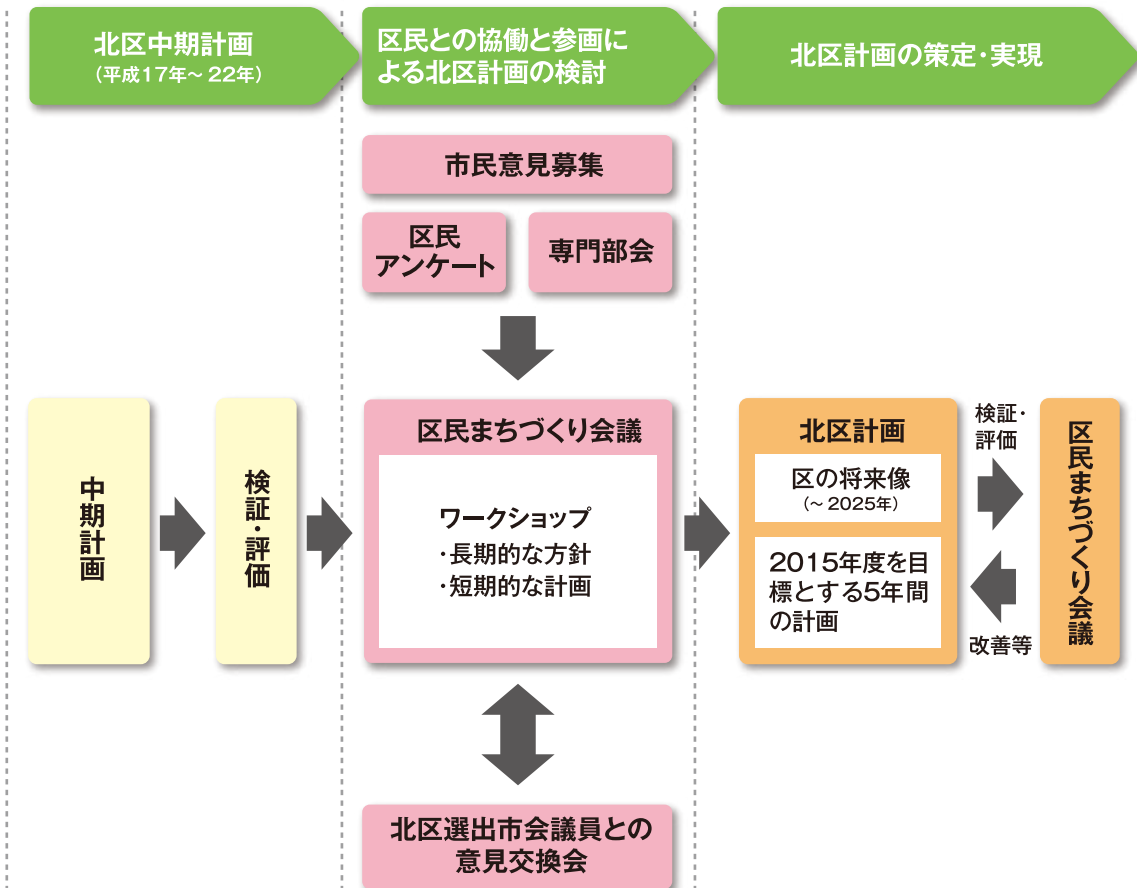 北区中期計画
（平成17年～22年）
区民との協働と参画に
よる北区計画の検討
北区計画の策定・実現
市民意見募集
区民
アンケート
専門部会
中期計画
検証・評価
区民まちづくり会議
ワークショップ
・長期的な方針
・短期的な計画
北区計画
区の将来像
（～2025年）
2015年度を目
標とする5年間
の計画
検証・
評価
改善等
区民まちづくり会議
北区選出市会議員との
意見交換会